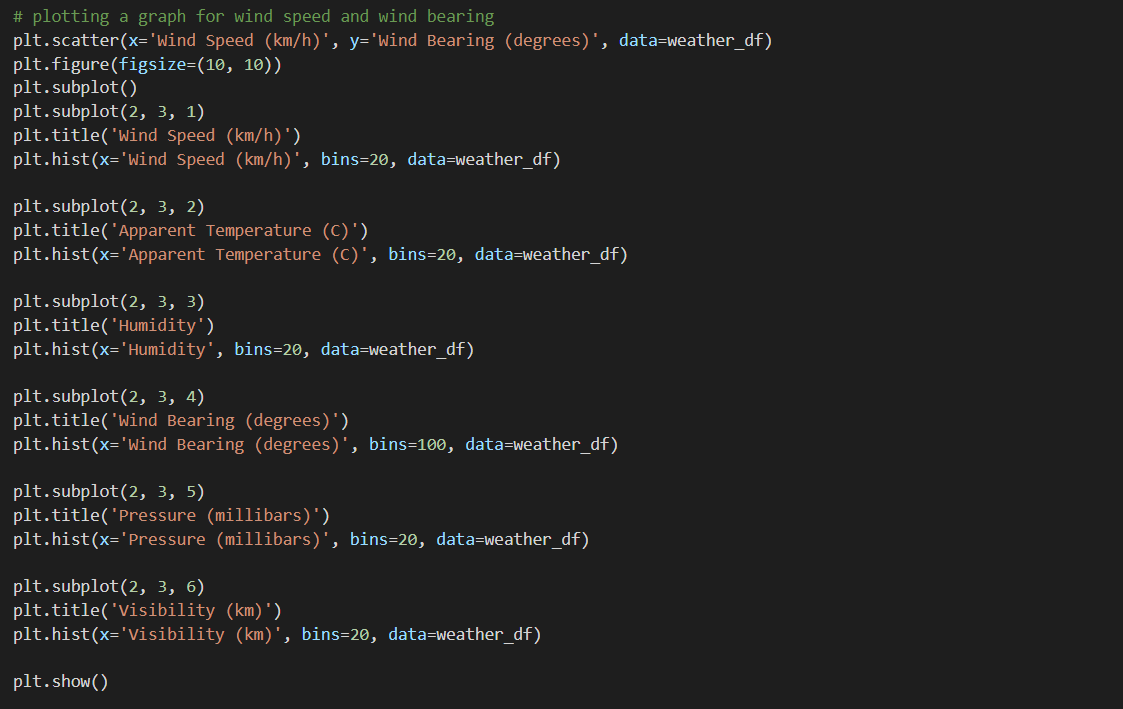 # plotting a graph for wind speed and wind bearing
plt.scatter(x='Wind Speed (km/h)', y='Wind Bearing (degrees)', data=weather_df)
plt.figure(figsize=(10, 10))
plt.subplot()
plt.subplot(2, 3, 1)
plt.title('Wind Speed (km/h)')
plt.hist(x='Wind Speed (km/h)', bins=20, data=weather_df)

plt.subplot(2, 3, 2)
plt.title('Apparent Temperature (C)')
plt.hist(x='Apparent Temperature (C)', bins=20, data=weather_df)

plt.subplot(2, 3, 3)
plt.title('Humidity')
plt.hist(x='Humidity', bins=20, data=weather_df)

plt.subplot(2, 3, 4)
plt.title('Wind Bearing (degrees)')
plt.hist(x='Wind Bearing (degrees)', bins=100, data=weather_df)

plt.subplot(2, 3, 5)
plt.title('Pressure (millibars)')
plt.hist(x='Pressure (millibars)', bins=20, data=weather_df)

plt.subplot(2, 3, 6)
plt.title('Visibility (km)')
plt.hist(x='Visibility (km)', bins=20, data=weather_df)

plt.show()